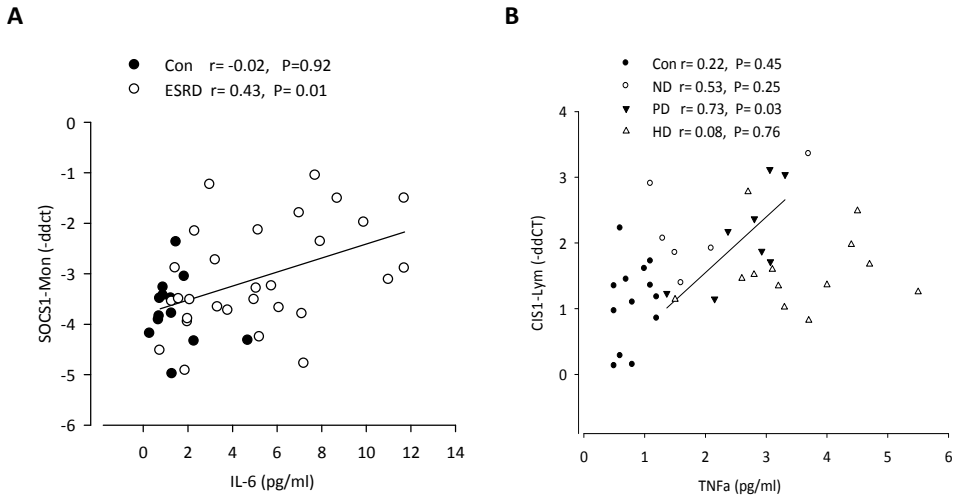 A
Con r= -0.02, P=0.92
ESRD r= 0.43, P= 0.01
0
-1
-2
-3
-4
-5
-6
SOCS1-Mon (-ddct)
0 2 4 6 8 10 12 14
IL-6 (pg/ml)
B
Con r= 0.22, P= 0.45
ND r= 0.53, P= 0.25
PD r= 0.73, P= 0.03
HD r= 0.08, P= 0.76
4
3
2
1
0
CIS1-Lym (-ddCT)
0 1 2 3 4 5 6
TNFa (pg/ml)